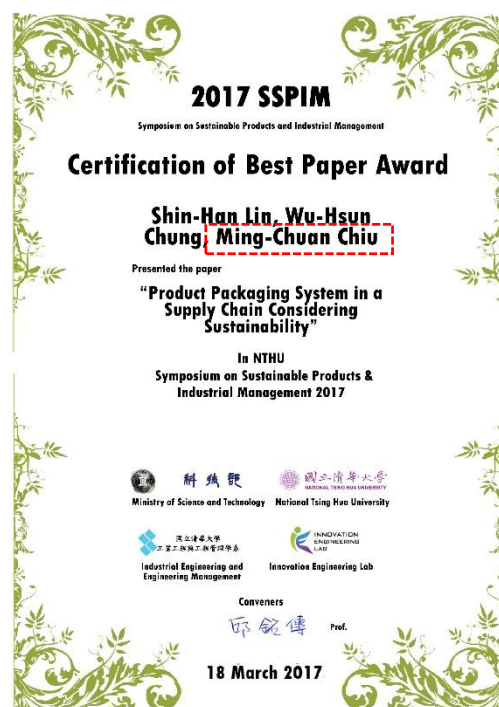 2017 SSPIM
Symposium on Sustainable Products and Industrial Management
Certification of Best Paper Award
Shin-Han Lin, Wu-Hsun
Chung, Ming-Chuan Chiu
Presented the paper
“Product Packaging System in a
Supply Chain Considering
Sustainability”
In NTHU
Symposium on Sustainable Products &
Industrial Management 2017
科技部 國立清華大學
NATIONAL TSING HUA UNIVERSITY
Ministry of Science and Technology National Tsing Hua University
國立清華大學
工業工程與工程管理學系
INNOVATION
ENGINEERING
LAB
Industrial Engineering and
Engineering Management
Innovation Engineering Lab
Conveners
邱銘傳 Prof.
18 March 2017